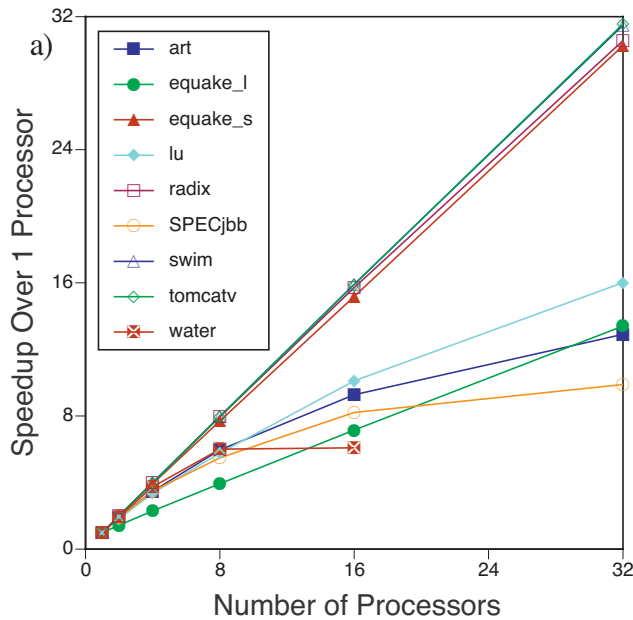 a)
Speedup Over 1 Processor
32
24
16
8
0
art
equake_l
equake_s
lu
radix
SPECjbb
swim
tomcatv
water
0 8 16 24 32
Number of Processors